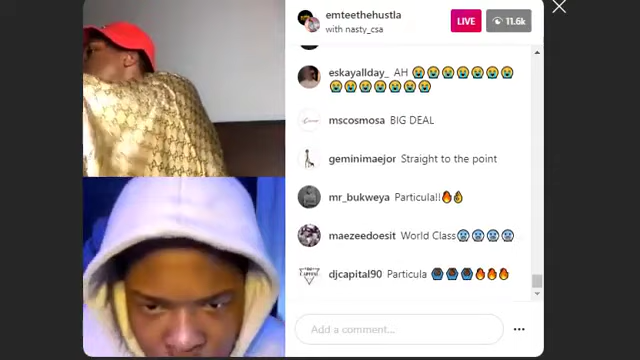 emteethehustla
with nasty_csa
LIVE
11.6k
eskayallday_ AH
mscosmosa BIG DEAL
geminimaejor Straight to the point
mr_bukweya Particula!!
maezeedoesit World Class
djcapital90 Particula
Add a comment...